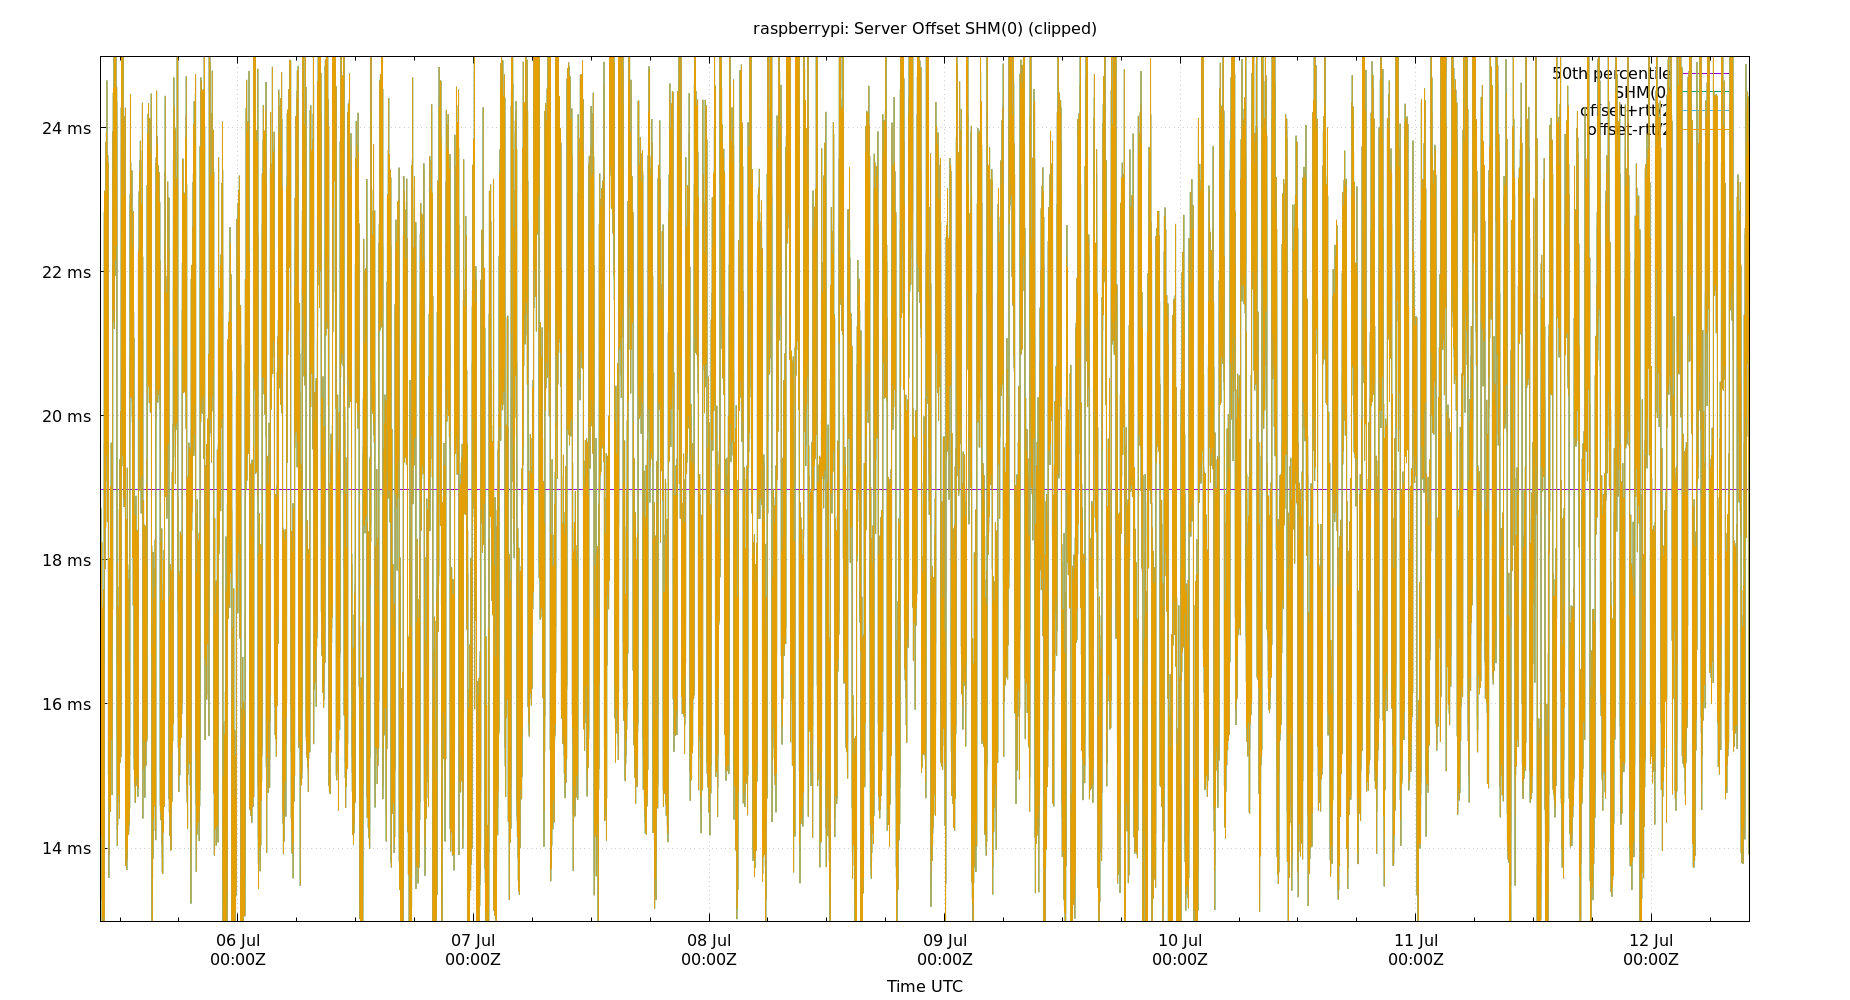 raspberrypi: Server Offset SHM(0) (clipped)
50th percentile
SHM(0)
offset+rtt/2
offset-rtt/2
24 ms
22 ms
20 ms
18 ms
16 ms
14 ms
06 Jul 07 Jul 08 Jul 09 Jul 10 Jul 11 Jul 12 Jul
00:00Z 00:00Z 00:00Z 00:00Z 00:00Z 00:00Z 00:00Z
Time UTC